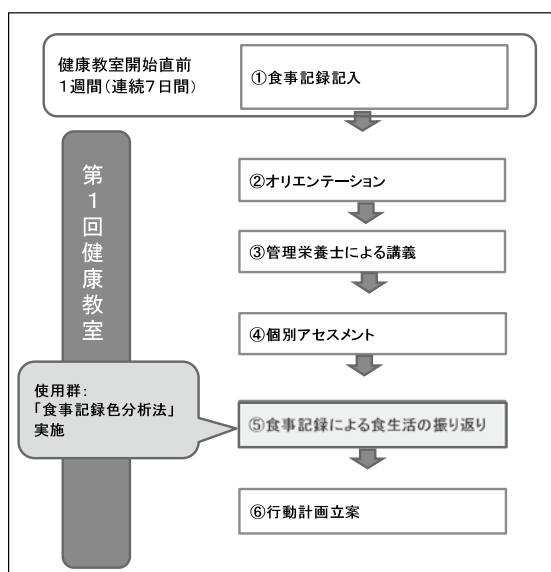 健康教室開始直前
1週間(連続7日間)
①食事記録記入
第1回健康教室
②オリエンテーション
③管理栄養士による講義
④個別アセスメント
使用群:
「食事記録色分析法」
実施
⑤食事記録による食生活の振り返り
⑥行動計画立案